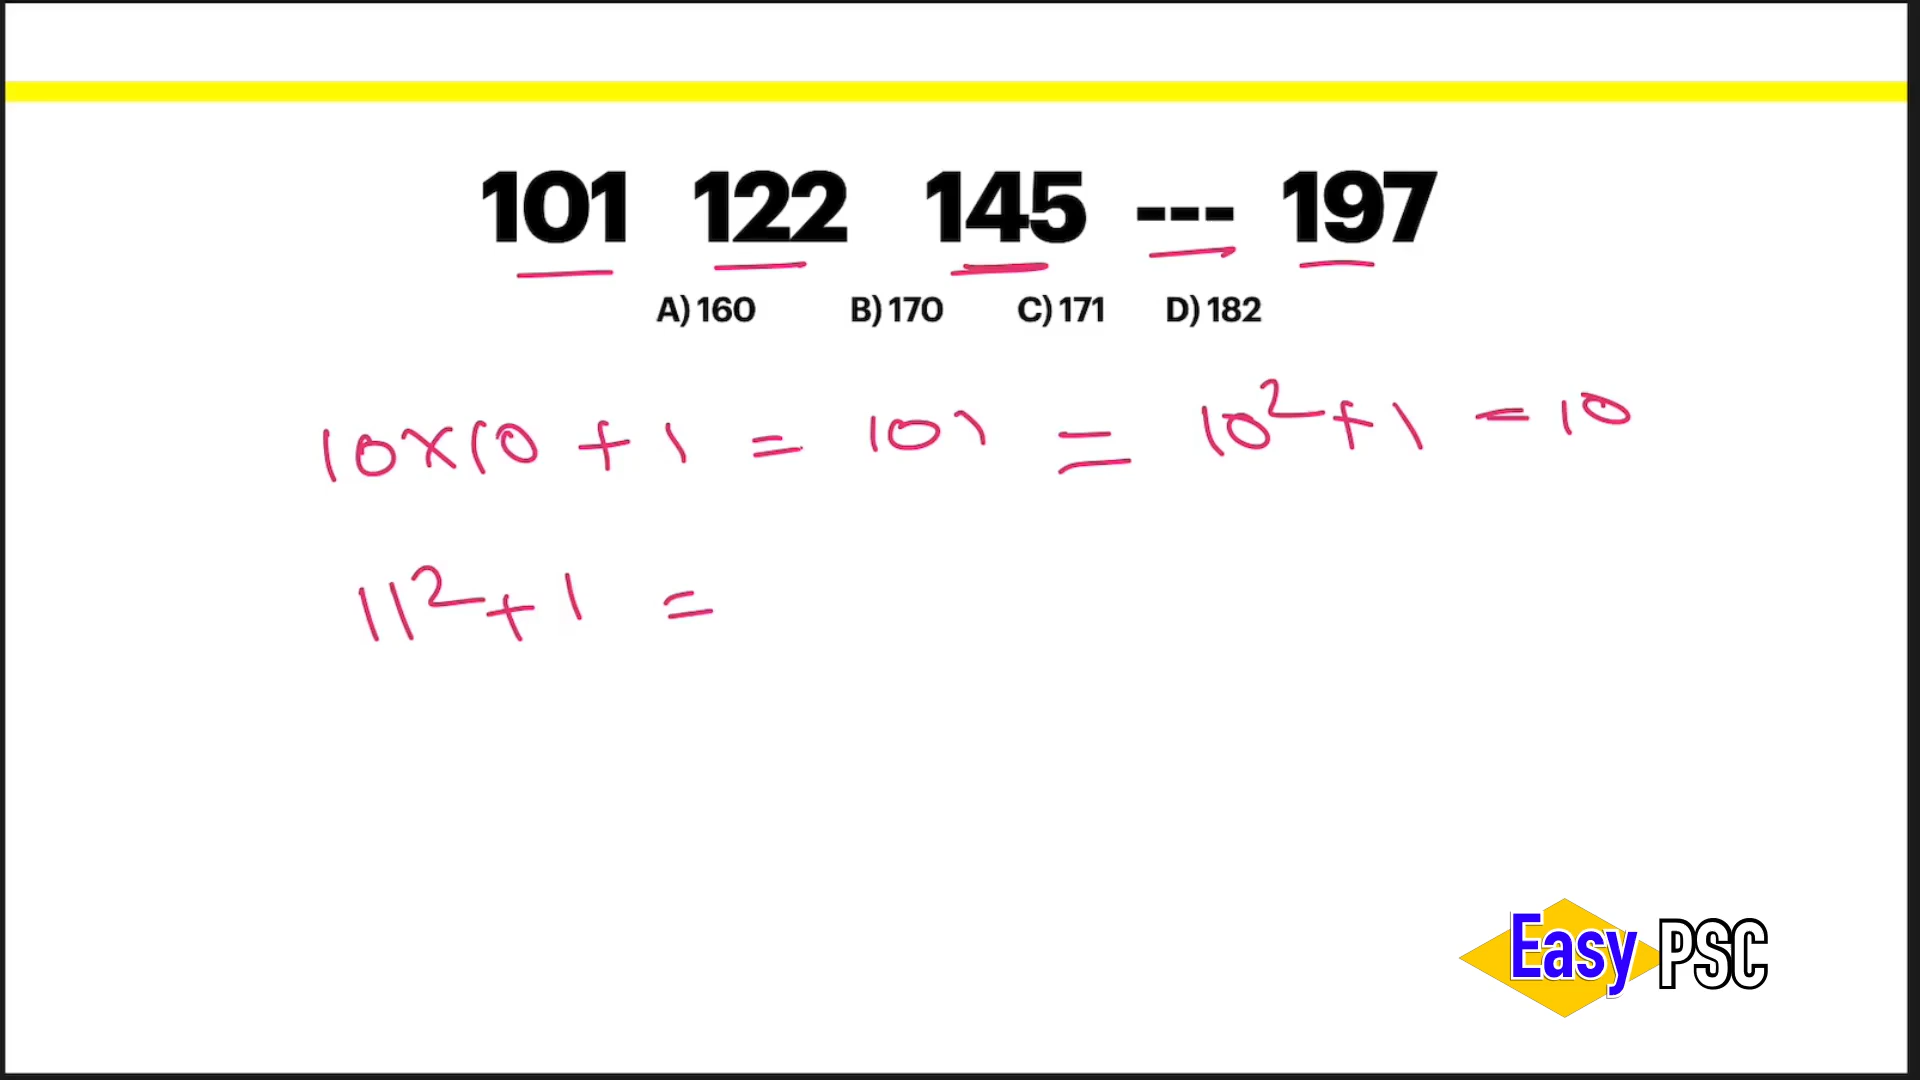 101 122 145 --- 197
A) 160 B) 170 C) 171 D) 182
10×10 + 1 = 101 = 10² + 1 = 10
11² + 1 =
Easy PSC